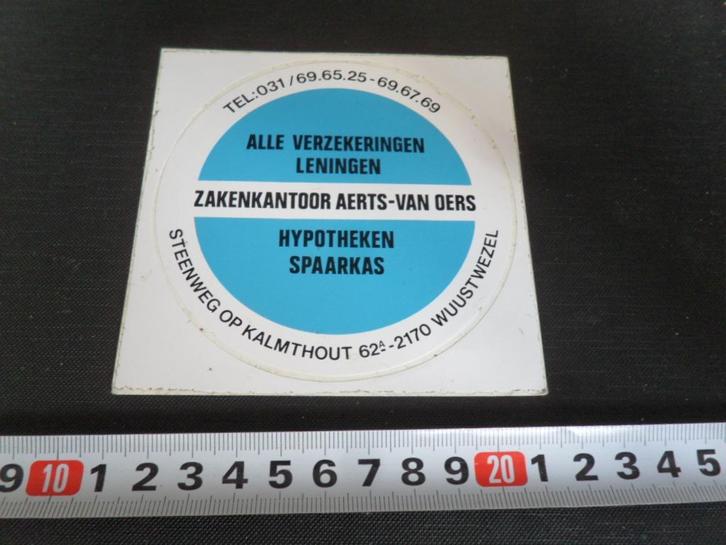 TEL:031/69.65.25-69.67.69
ALLE VERZEKERINGEN
LENINGEN
ZAKENKANTOOR AERTS-VAN OERS
HYPOTHEKEN
SPAARKAS
STEENWEG OP KALMTHOUT 62A-2170 WUUSTWEZEL
9 10 1 2 3 4 5 6 7 8 9 20 1 2 3 4 5